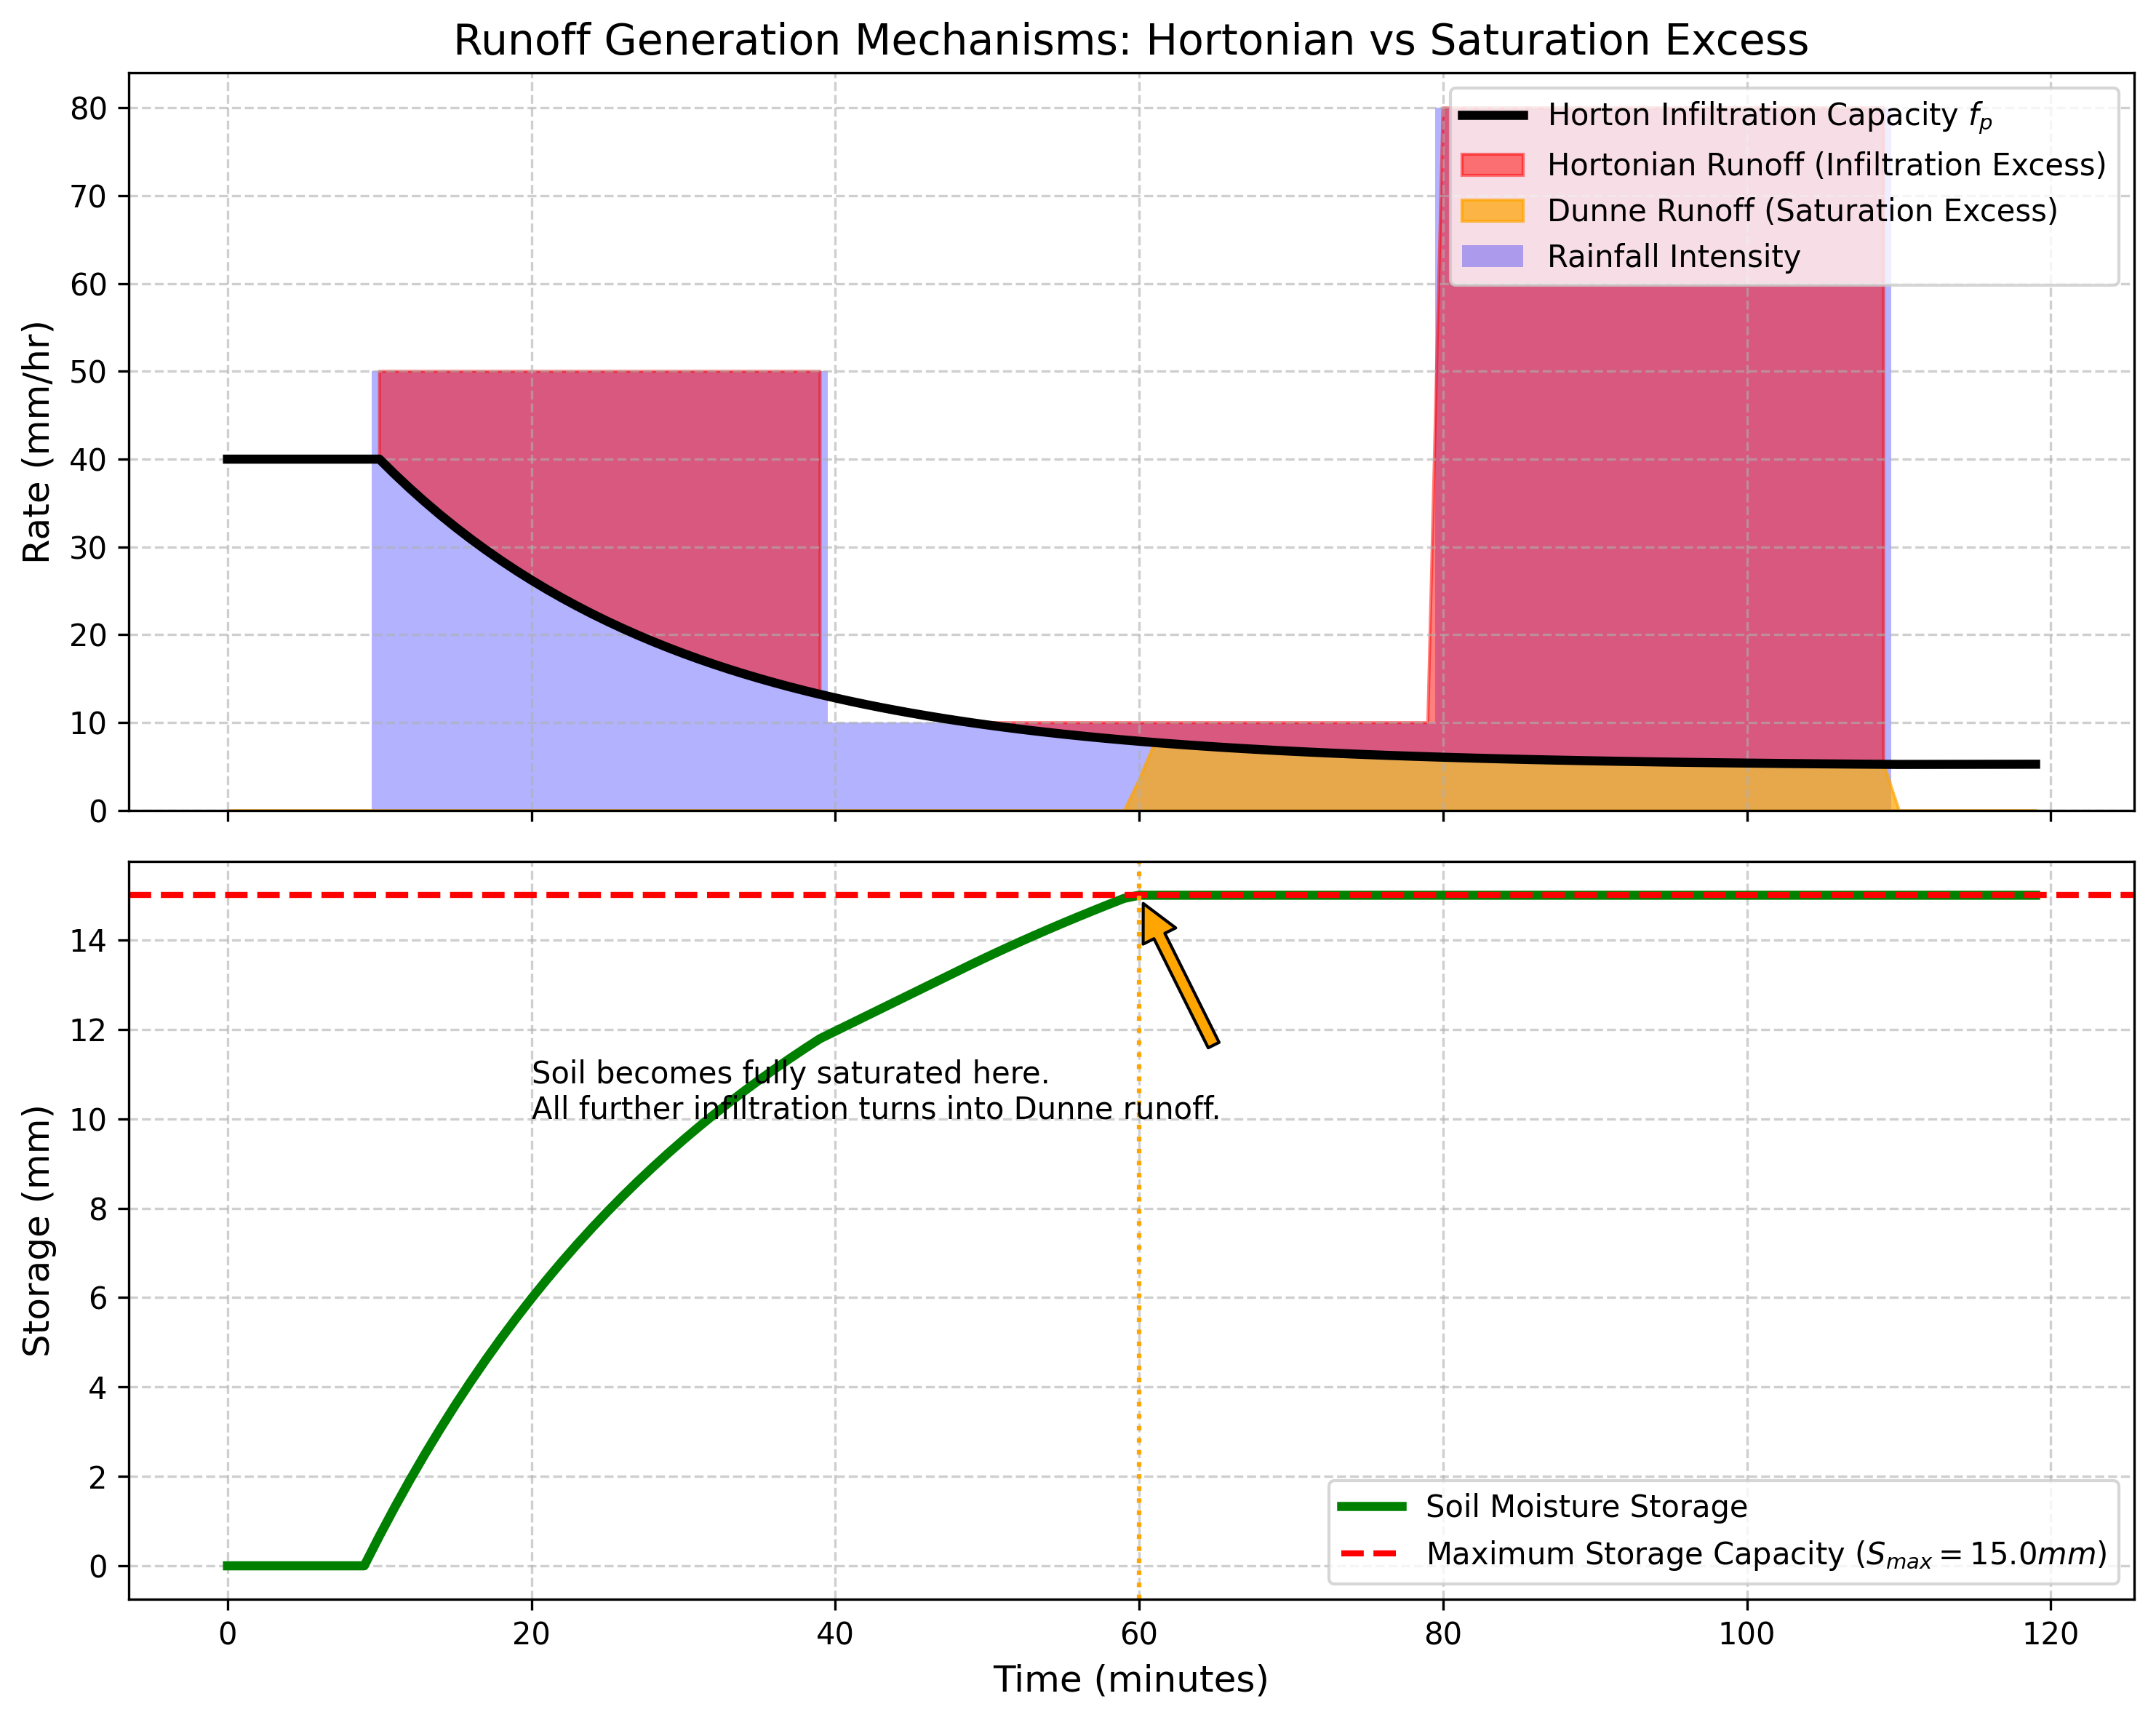 Runoff Generation Mechanisms: Hortonian vs Saturation Excess
Rate (mm/hr)
80
70
60
50
40
30
20
10
0
Horton Infiltration Capacity $f_p$
Hortonian Runoff (Infiltration Excess)
Dunne Runoff (Saturation Excess)
Rainfall Intensity
Storage (mm)
14
12
10
8
6
4
2
0
Soil becomes fully saturated here.
All further infiltration turns into Dunne runoff.
Soil Moisture Storage
Maximum Storage Capacity ($S_{max} = 15.0mm$)
0 20 40 60 80 100 120
Time (minutes)